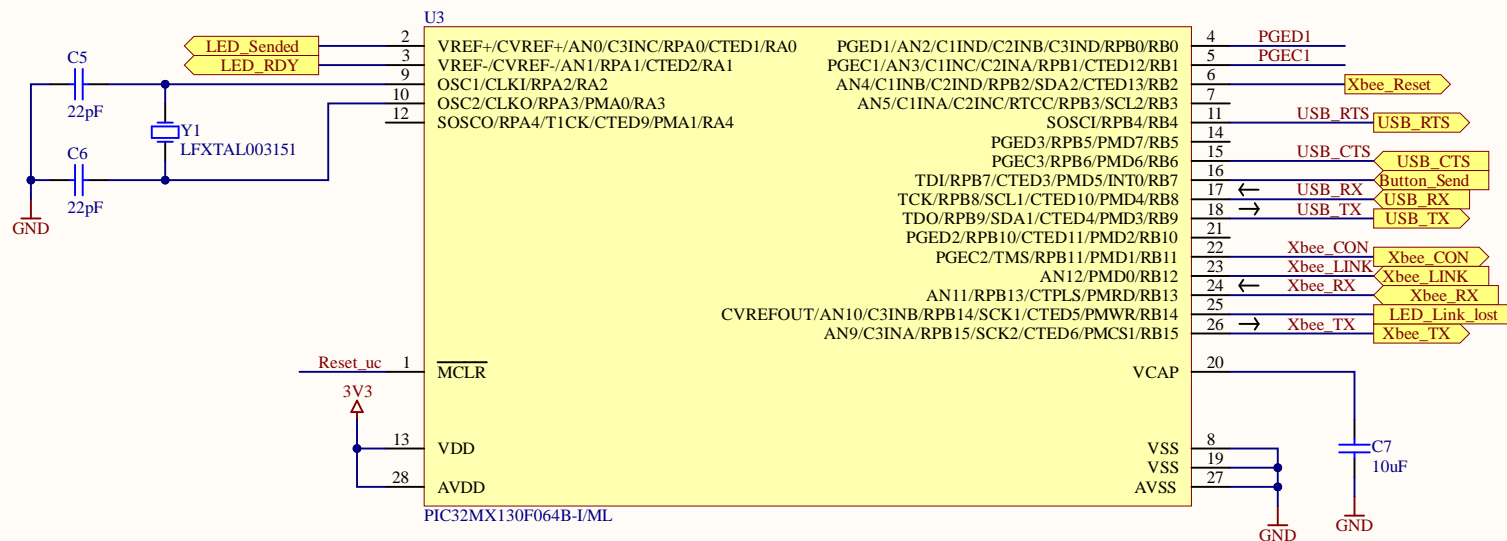 U3
LED_Sended
2
VREF+/CVREF+/AN0/C3INC/RPA0/CTED1/RA0
LED_RDY
3
VREF-/CVREF-/AN1/RPA1/CTED2/RA1
C5
22pF
9
OSC1/CLKI/RPA2/RA2
10
OSC2/CLKO/RPA3/PMA0/RA3
12
SOSCO/RPA4/T1CK/CTED9/PMA1/RA4
Y1
LFXTAL003151
C6
22pF
GND
Reset_uc
1
MCLR
3V3
13
VDD
28
AVDD
PGED1/AN2/C1IND/C2INB/C3IND/RPB0/RB0
4
PGED1
PGEC1/AN3/C1INC/C2INA/RPB1/CTED12/RB1
5
PGEC1
AN4/C1INB/C2IND/RPB2/SDA2/CTED13/RB2
6
Xbee_Reset
AN5/C1INA/C2INC/RTCC/RPB3/SCL2/RB3
7
SOSCI/RPB4/RB4
11
USB_RTS
USB_RTS
PGED3/RPB5/PMD7/RB5
14
PGEC3/RPB6/PMD6/RB6
15
USB_CTS
USB_CTS
TDI/RPB7/CTED3/PMD5/INT0/RB7
16
Button_Send
TCK/RPB8/SCL1/CTED10/PMD4/RB8
17
USB_RX
USB_RX
TDO/RPB9/SDA1/CTED4/PMD3/RB9
18
USB_TX
USB_TX
PGED2/RPB10/CTED11/PMD2/RB10
21
PGEC2/TMS/RPB11/PMD1/RB11
22
Xbee_CON
Xbee_CON
AN12/PMD0/RB12
23
Xbee_LINK
Xbee_LINK
AN11/RPB13/CTPLS/PMRD/RB13
24
Xbee_RX
Xbee_RX
CVREFOUT/AN10/C3INB/RPB14/SCK1/CTED5/PMWR/RB14
25
LED_Link_lost
AN9/C3INA/RPB15/SCK2/CTED6/PMCS1/RB15
26
Xbee_TX
Xbee_TX
VCAP
20
C7
10uF
GND
VSS
8
VSS
19
AVSS
27
GND
PIC32MX130F064B-I/ML